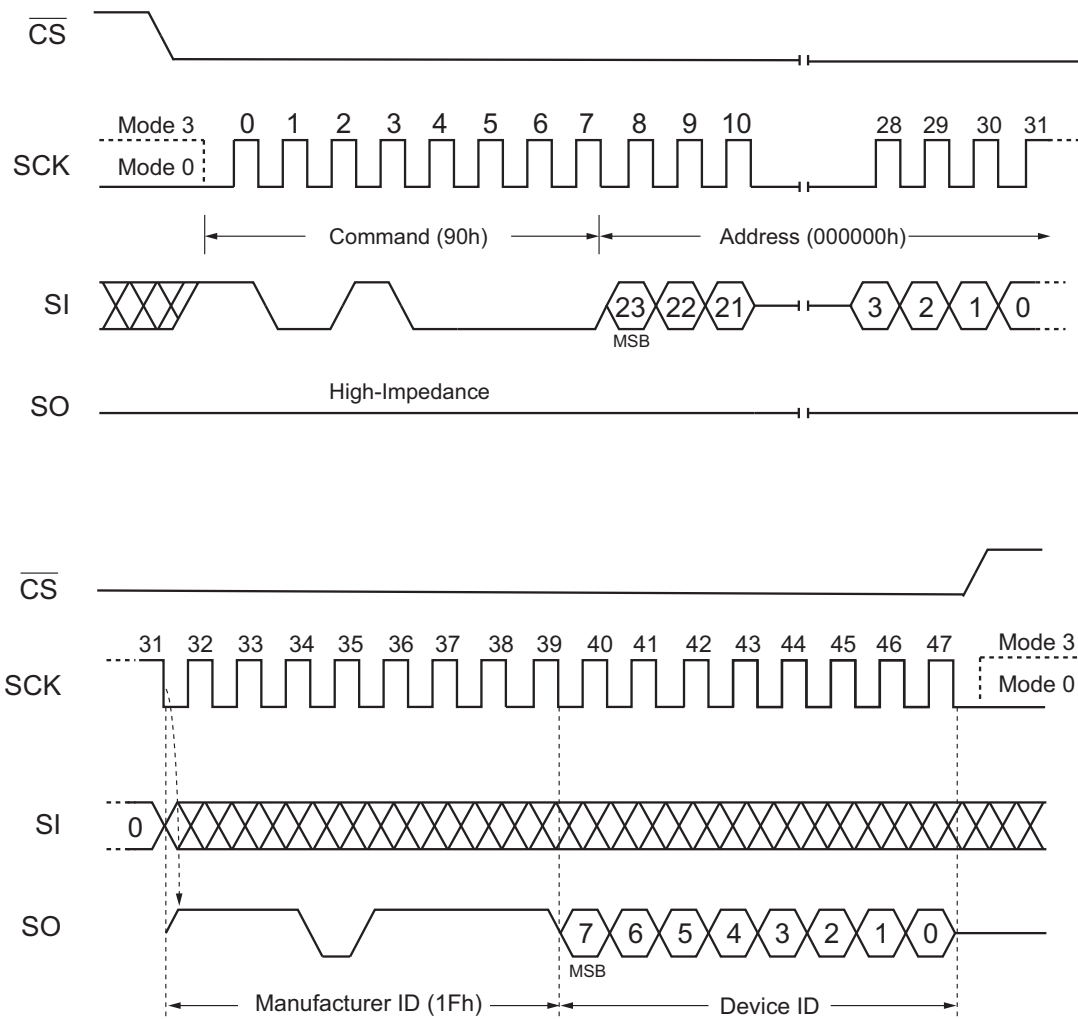 CS
Mode 3
0 1 2 3 4 5 6 7 8 9 10 28 29 30 31
SCK
Mode 0
Command (90h)
Address (000000h)
SI
23 22 21 3 2 1 0
MSB
High-Impedance
SO
CS
31 32 33 34 35 36 37 38 39 40 41 42 43 44 45 46 47
Mode 3
SCK
Mode 0
SI
0
SO
7 6 5 4 3 2 1 0
MSB
Manufacturer ID (1Fh)
Device ID